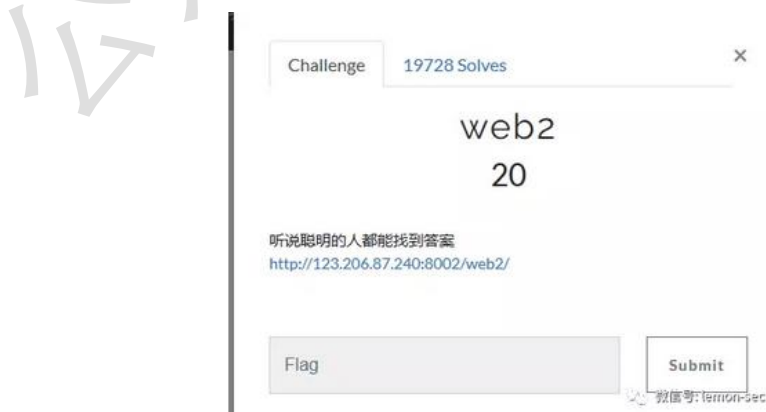 Challenge
19728 Solves
×
web2
20
听说聪明的人都能找到答案
http://123.206.87.240:8002/web2/
Flag
Submit
微信号: lemon-sec